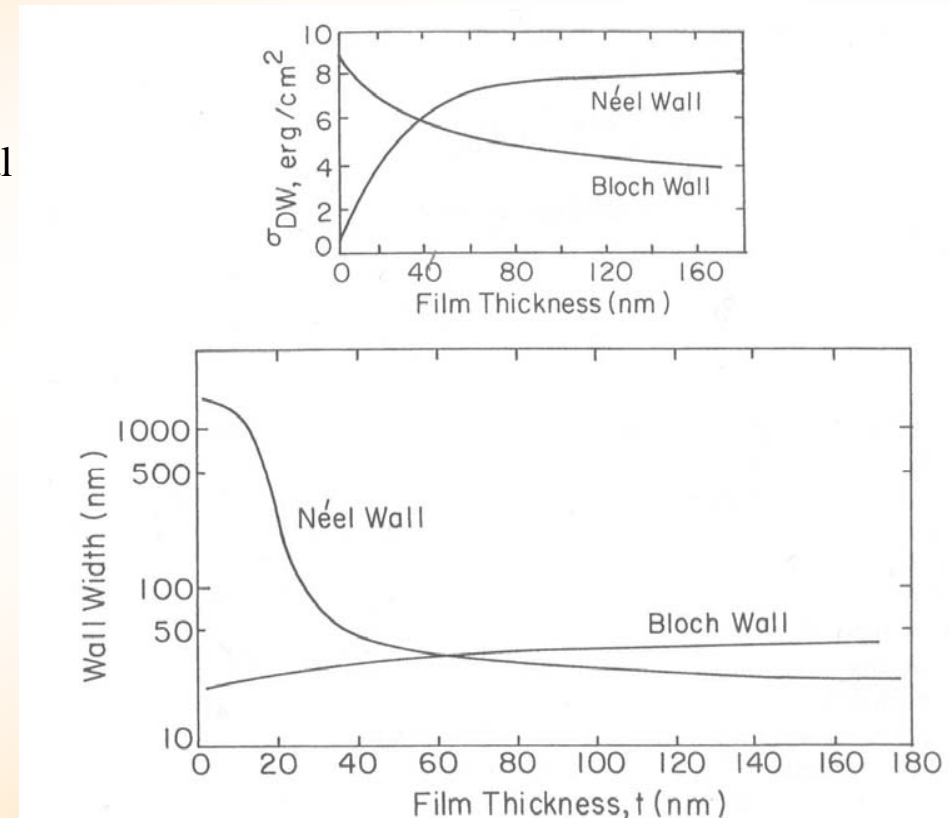 10
8
6
4
2
0
σDW, erg/cm²
Néel Wall
Bloch Wall
0 40 80 120 160
Film Thickness (nm)
l
1000
500
100
50
10
Wall Width (nm)
Néel Wall
Bloch Wall
0 20 40 60 80 100 120 140 160 180
Film Thickness, t (nm)